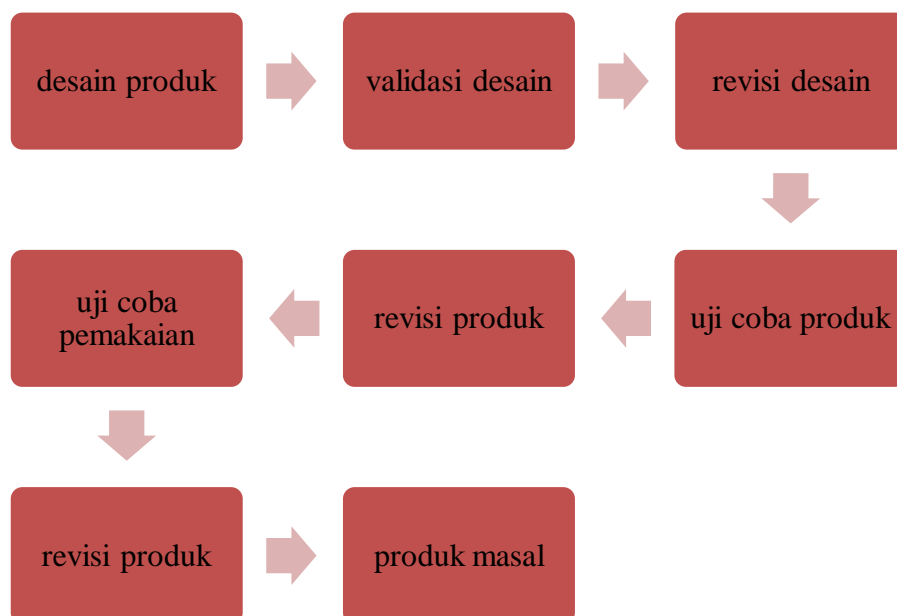 desain produk
validasi desain
revisi desain
uji coba produk
revisi produk
uji coba
pemakaian
revisi produk
produk masal